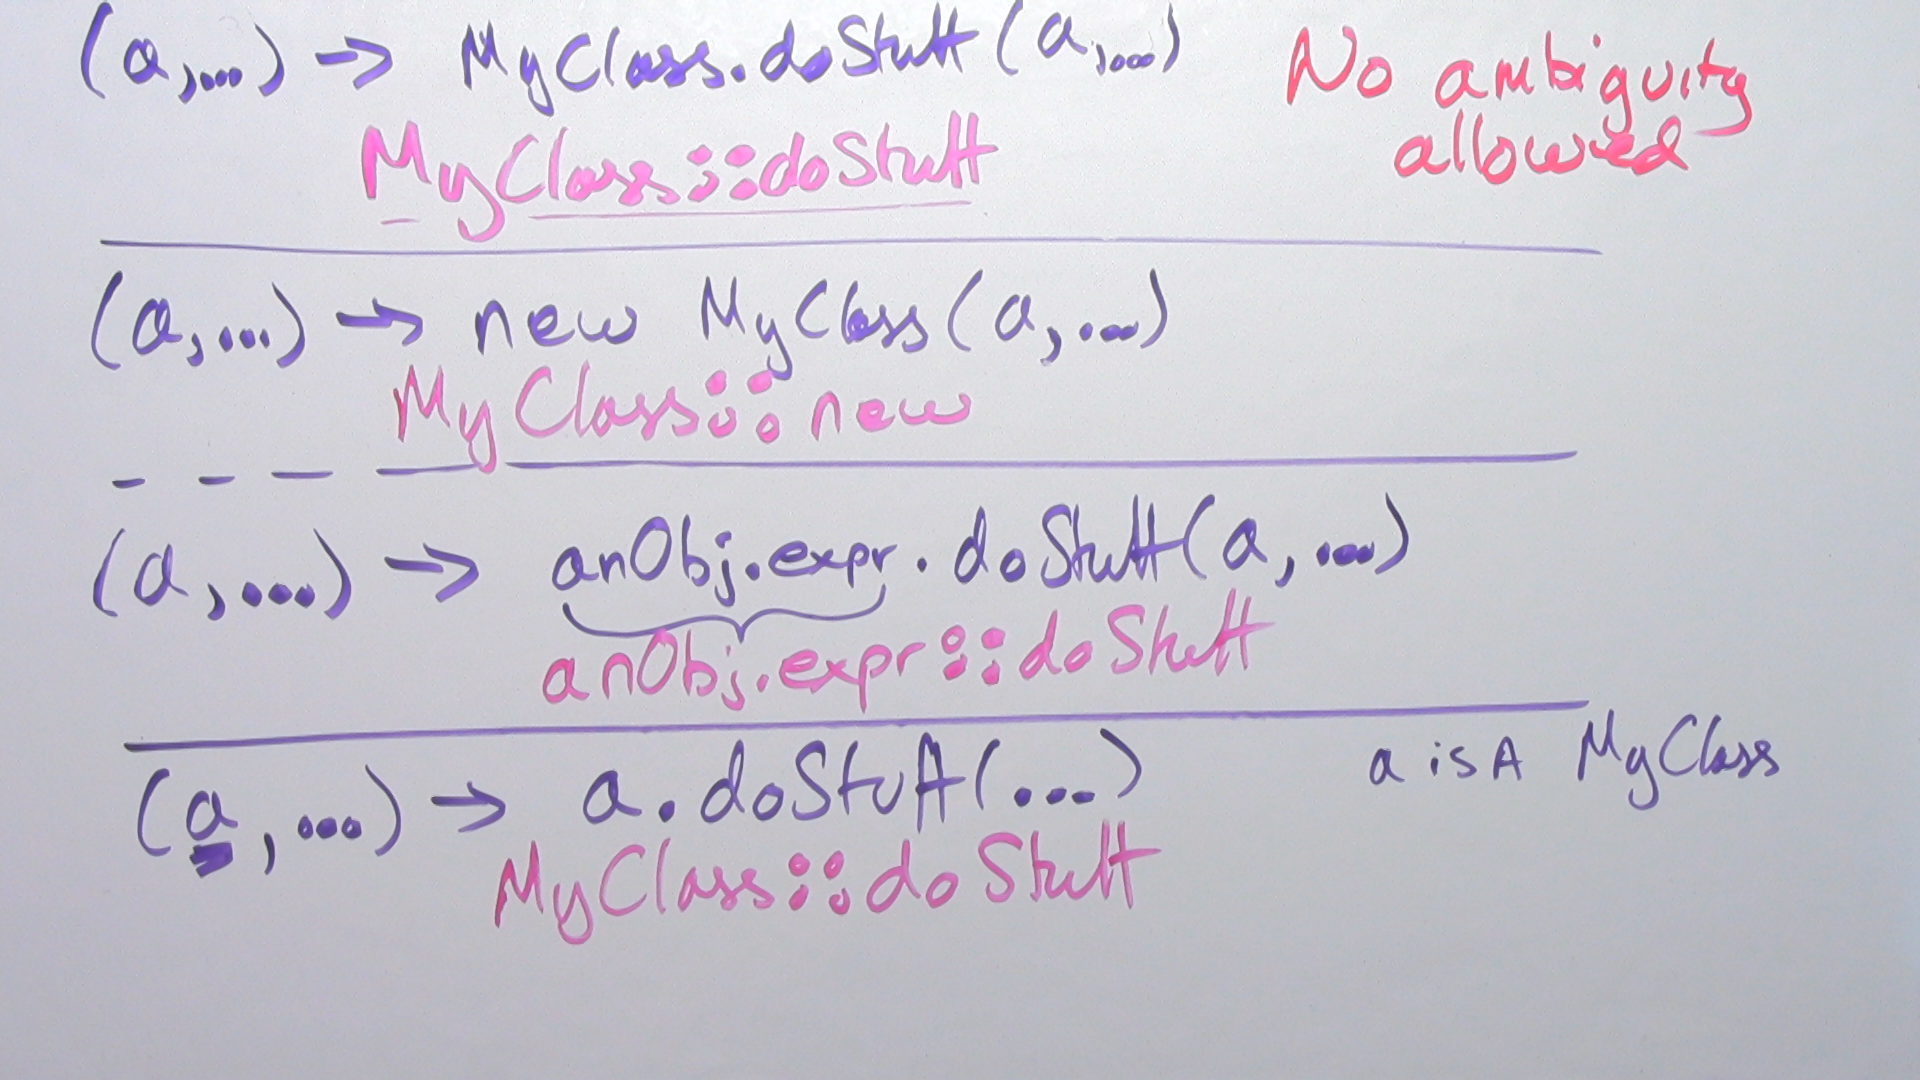 (a,...) → MyClass.doStuff(a,...)
No ambiguity
allowed
MyClass::doStuff
(a,...) → new MyClass(a,...)
MyClass::new
(a,...) → anObj.expr.doStuff(a,...)
anObj.expr::doStuff
(a,...) → a.doStuff(...)
a isA MyClass
MyClass::doStuff